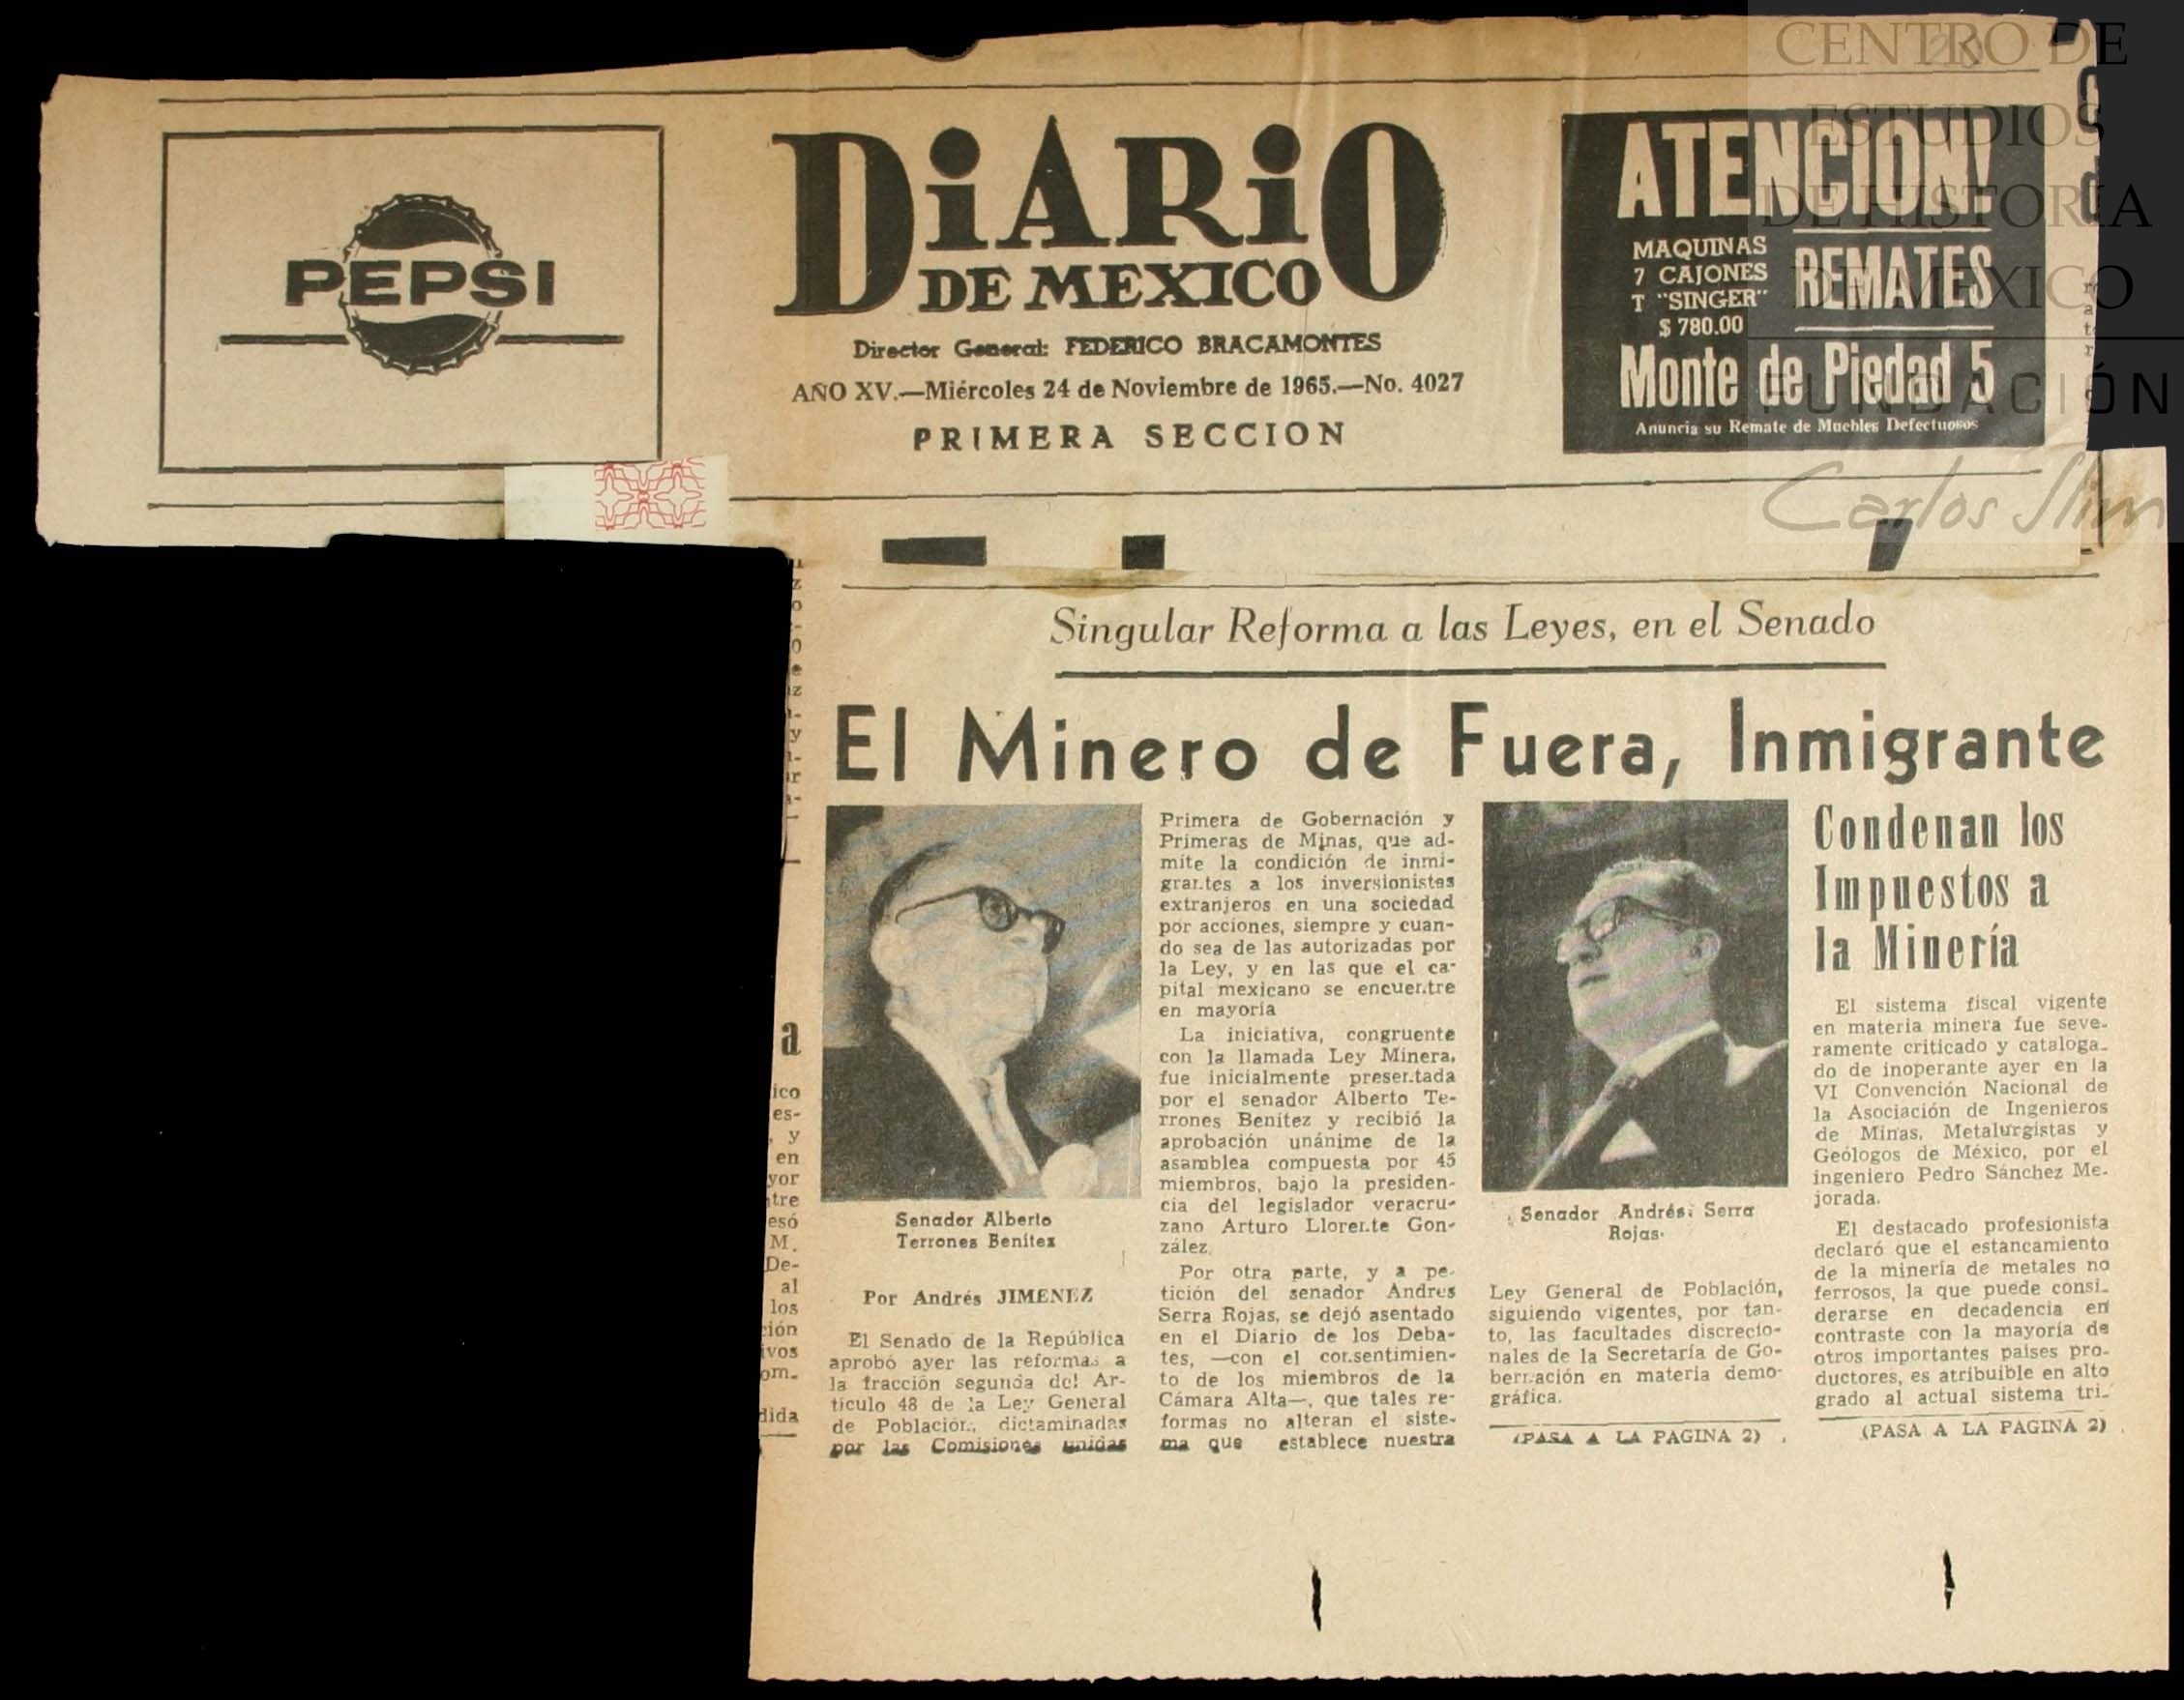 PEPSI
DiARiO
DE MEXICO
Director General: FEDERICO BRACAMONTES
AÑO XV.—Miércoles 24 de Noviembre de 1965.—No. 4027
PRIMERA SECCION
ATENCION!
MAQUINAS
7 CAJONES
T "SINGER"
$ 780.00
REMATES
Monte de Piedad 5
Anuncia su Remate de Muebles Defectuosos
CENTRO DE
ESTUDIOS
DE HISTORIA
DE MEXICO
FUNDACIÓN
Carlos Slim
Singular Reforma a las Leyes, en el Senado
El Minero de Fuera, Inmigrante
Senador Alberto
Terrones Benítez
Por Andrés JIMENEZ
El Senado de la República
aprobó ayer las reformas a
la fracción segunda del Ar-
tículo 48 de la Ley General
de Población, dictaminadas
por las Comisiones unidas
Primera de Gobernación y
Primeras de Minas, que ad-
mite la condición de inmi-
grantes a los inversionistas
extranjeros en una sociedad
por acciones, siempre y cuan-
do sea de las autorizadas por
la Ley, y en las que el ca-
pital mexicano se encuentre
en mayoría
La iniciativa, congruente
con la llamada Ley Minera,
fue inicialmente presentada
por el senador Alberto Te-
rrones Benítez y recibió la
aprobación unánime de la
asamblea compuesta por 45
miembros, bajo la presiden-
cia del legislador veracru-
zano Arturo Llorente Gon-
zález.
Por otra parte, y a pe-
tición del senador Andrés
Serra Rojas, se dejó asentado
en el Diario de los Deba-
tes, —con el consentimien-
to de los miembros de la
Cámara Alta—, que tales re-
formas no alteran el siste-
ma que establece nuestra
Senador Andrés Serra
Rojas.
Ley General de Población,
siguiendo vigentes, por tan-
to, las facultades discrecio-
nales de la Secretaría de Go-
bernación en materia demo-
gráfica.
(PASA A LA PAGINA 2)
Condenan los
Impuestos a
la Minería
El sistema fiscal vigente
en materia minera fue seve-
ramente criticado y cataloga-
do de inoperante ayer en la
VI Convención Nacional de
la Asociación de Ingenieros
de Minas, Metalurgistas y
Geólogos de México, por el
ingeniero Pedro Sánchez Me-
jorada.
El destacado profesionista
declaró que el estancamiento
de la minería de metales no
ferrosos, la que puede consi-
derarse en decadencia en
contraste con la mayoría de
otros importantes países pro-
ductores, es atribuible en alto
grado al actual sistema tri-
(PASA A LA PAGINA 2)